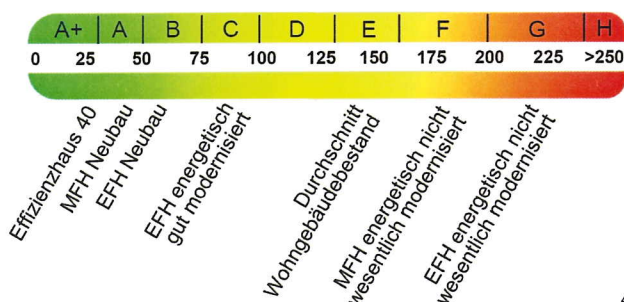 A+ A B C D E F G H
0 25 50 75 100 125 150 175 200 225 >250
Effizienzhaus 40
MFH Neubau
EFH Neubau
EFH energetisch
gut modernisiert
Durchschnitt
Wohngebäudebestand
MFH energetisch nicht
wesentlich modernisiert
EFH energetisch nicht
wesentlich modernisiert